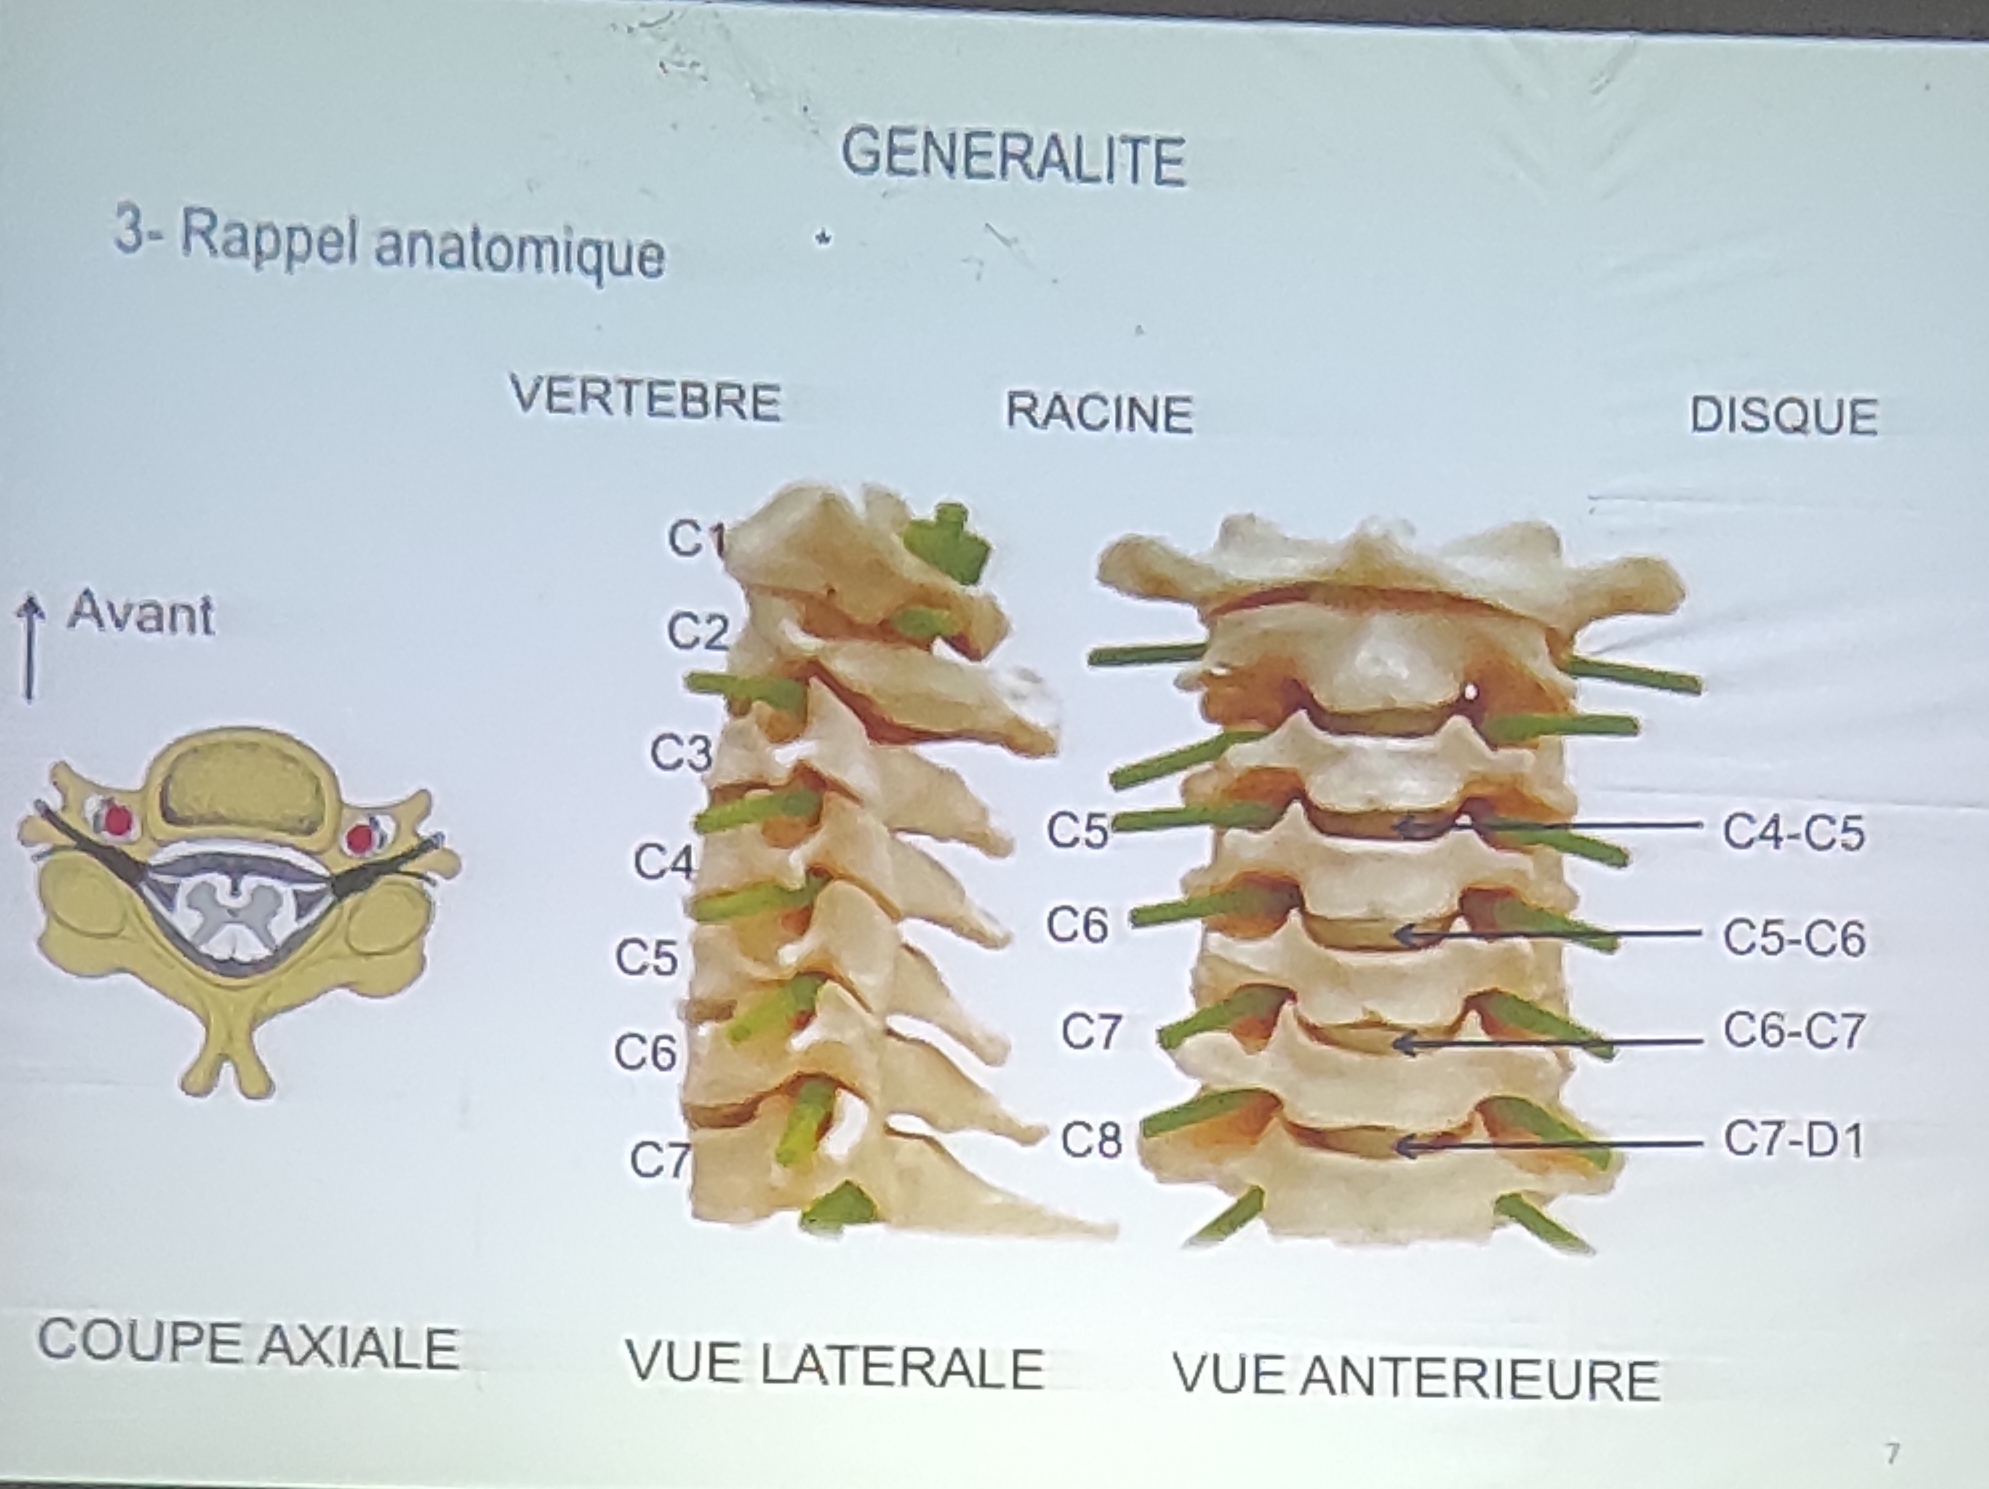 GENERALITE
3- Rappel anatomique
VERTEBRE RACINE DISQUE
Avant
C1
C2
C3
C4
C5
C6
C7
C5
C6
C7
C8
C4-C5
C5-C6
C6-C7
C7-D1
COUPE AXIALE VUE LATERALE VUE ANTERIEURE
7